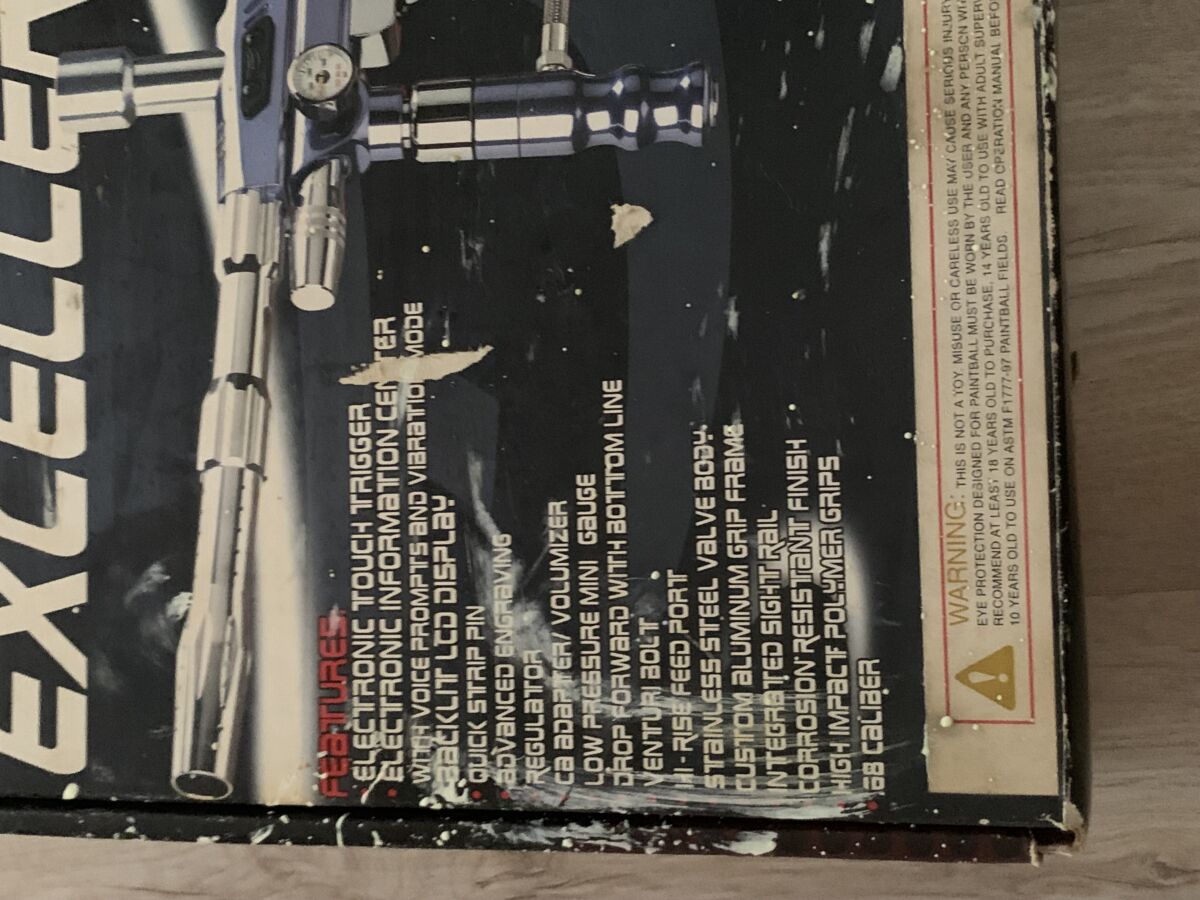 EXCELLER
FEATURES
• ELECTRONIC TOUCH TRIGGER
• ELECTRONIC INFORMATION CENTER
WITH VOICE PROMPTS AND VIBRATION MODE
BACKLIT LCD DISPLAY
• QUICK STRIP PIN
• ADVANCED ENGRAVING
REGULATOR
CA ADAPTER/ VOLUMIZER
LOW PRESSURE MINI GAUGE
DROP FORWARD WITH BOTTOM LINE
VENTURI BOLT
HI - RISE FEED PORT
STAINLESS STEEL VALVE BODY
CUSTOM ALUMINUM GRIP FRAME
INTEGRATED SIGHT RAIL
CORROSION RESISTANT FINISH
HIGH IMPACT POLYMER GRIPS
• 68 CALIBER
WARNING: THIS IS NOT A TOY. MISUSE OR CARELESS USE MAY CAUSE SERIOUS INJURY
EYE PROTECTION DESIGNED FOR PAINTBALL MUST BE WORN BY THE USER AND ANY PERSON
RECOMMEND AT LEAST 18 YEARS OLD TO PURCHASE, 14 YEARS OLD TO USE WITH ADULT
10 YEARS OLD TO USE ON ASTM F1777-97 PAINTBALL FIELDS. READ OPERATION MANUAL